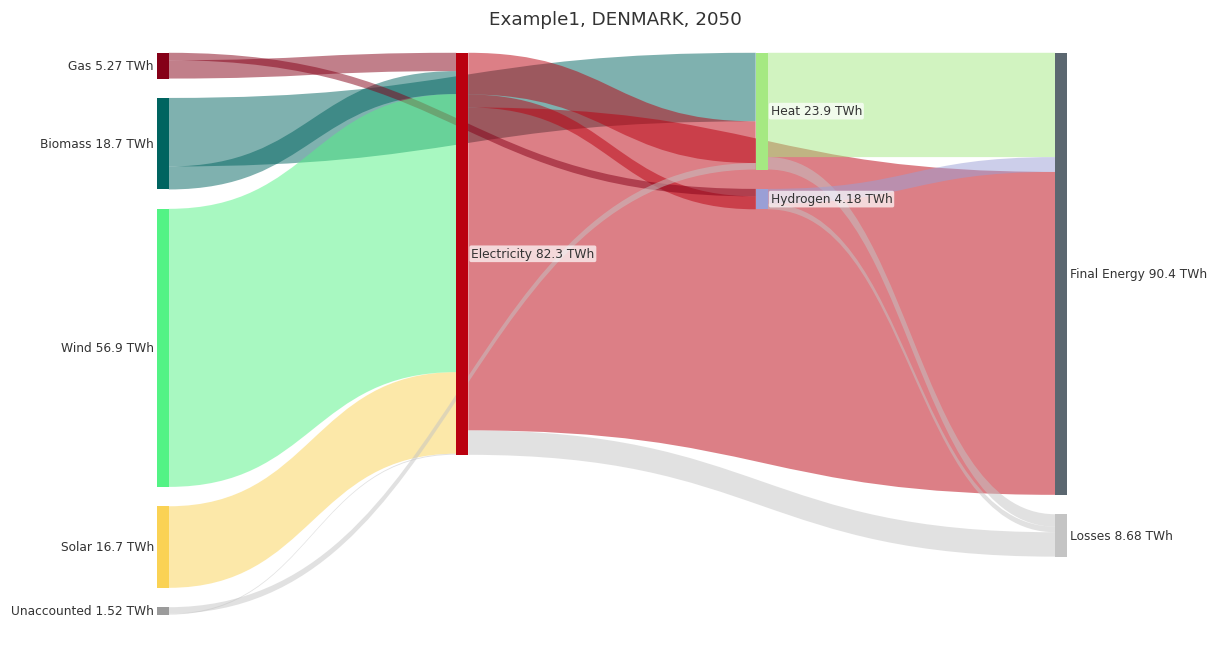 Example1, DENMARK, 2050
Gas 5.27 TWh
Biomass 18.7 TWh
Wind 56.9 TWh
Solar 16.7 TWh
Unaccounted 1.52 TWh
Electricity 82.3 TWh
Heat 23.9 TWh
Hydrogen 4.18 TWh
Final Energy 90.4 TWh
Losses 8.68 TWh